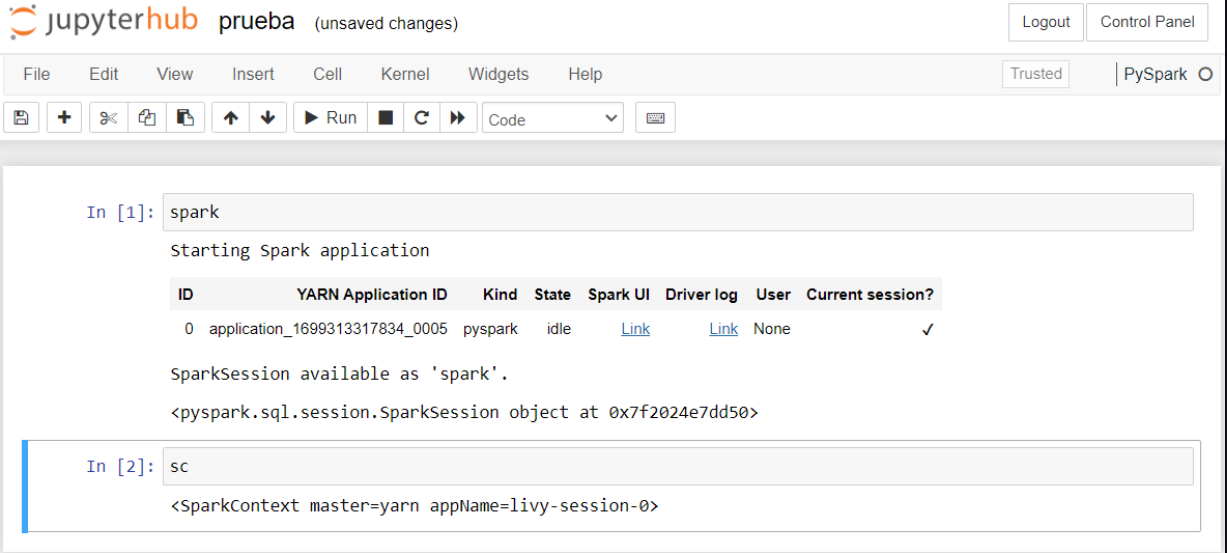 jupyterhub prueba (unsaved changes) Logout Control Panel
File Edit View Insert Cell Kernel Widgets Help Trusted PySpark
Run Code
In [1]: spark
Starting Spark application
ID YARN Application ID Kind State Spark UI Driver log User Current session?
0 application_1699313317834_0005 pyspark idle Link Link None ✓
SparkSession available as 'spark'.
<pyspark.sql.session.SparkSession object at 0x7f2024e7dd50>
In [2]: sc
<SparkContext master=yarn appName=livy-session-0>